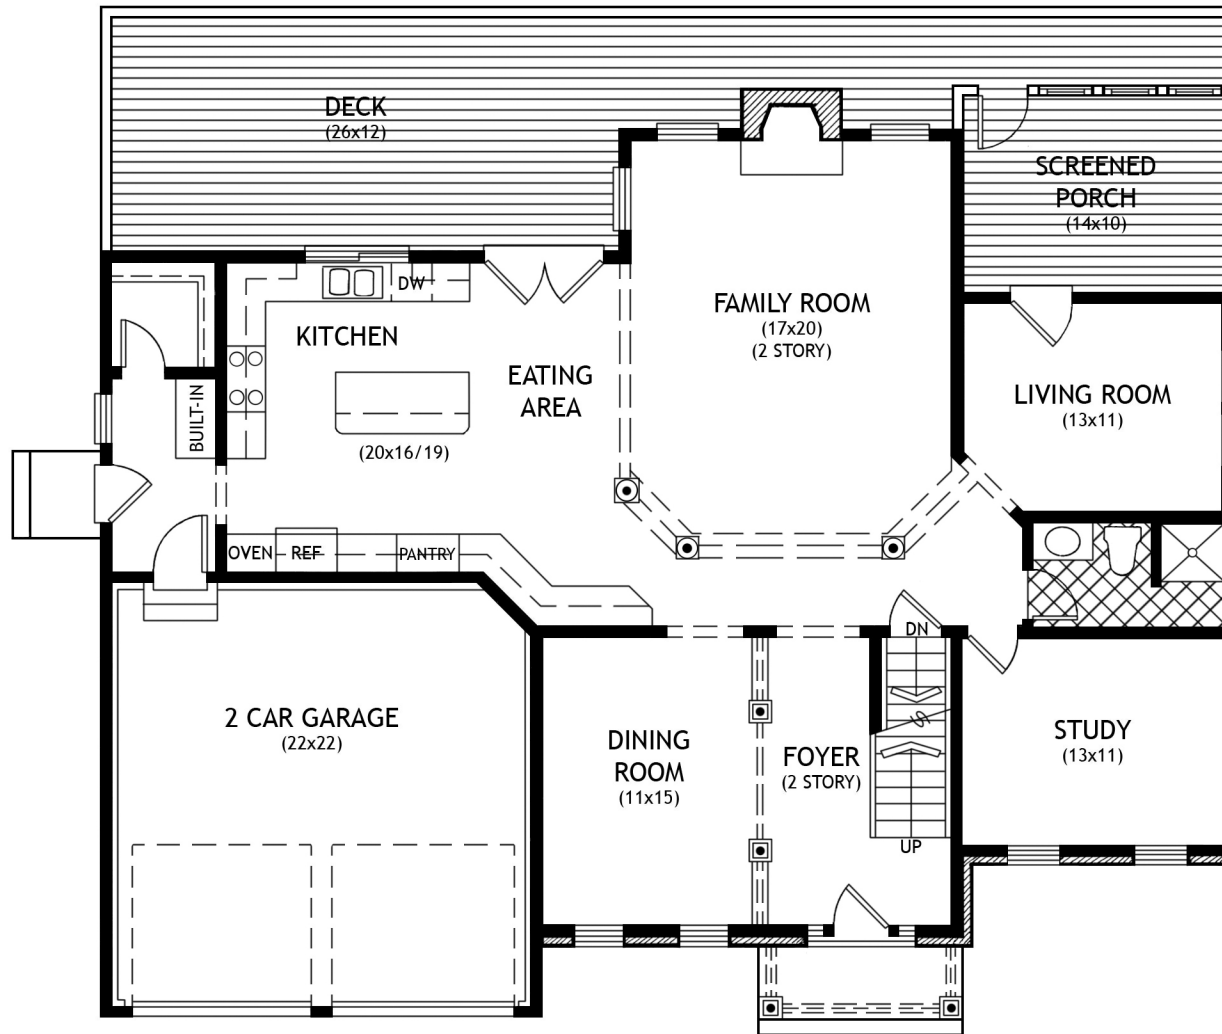 DECK
(26x12)
SCREENED
PORCH
(14x10)
DW
KITCHEN
FAMILY ROOM
(17x20)
(2 STORY)
EATING
AREA
BUILT-IN
(20x16/19)
LIVING ROOM
(13x11)
OVEN
REF
PANTRY
DN
2 CAR GARAGE
(22x22)
DINING
ROOM
(11x15)
FOYER
(2 STORY)
STUDY
(13x11)
UP